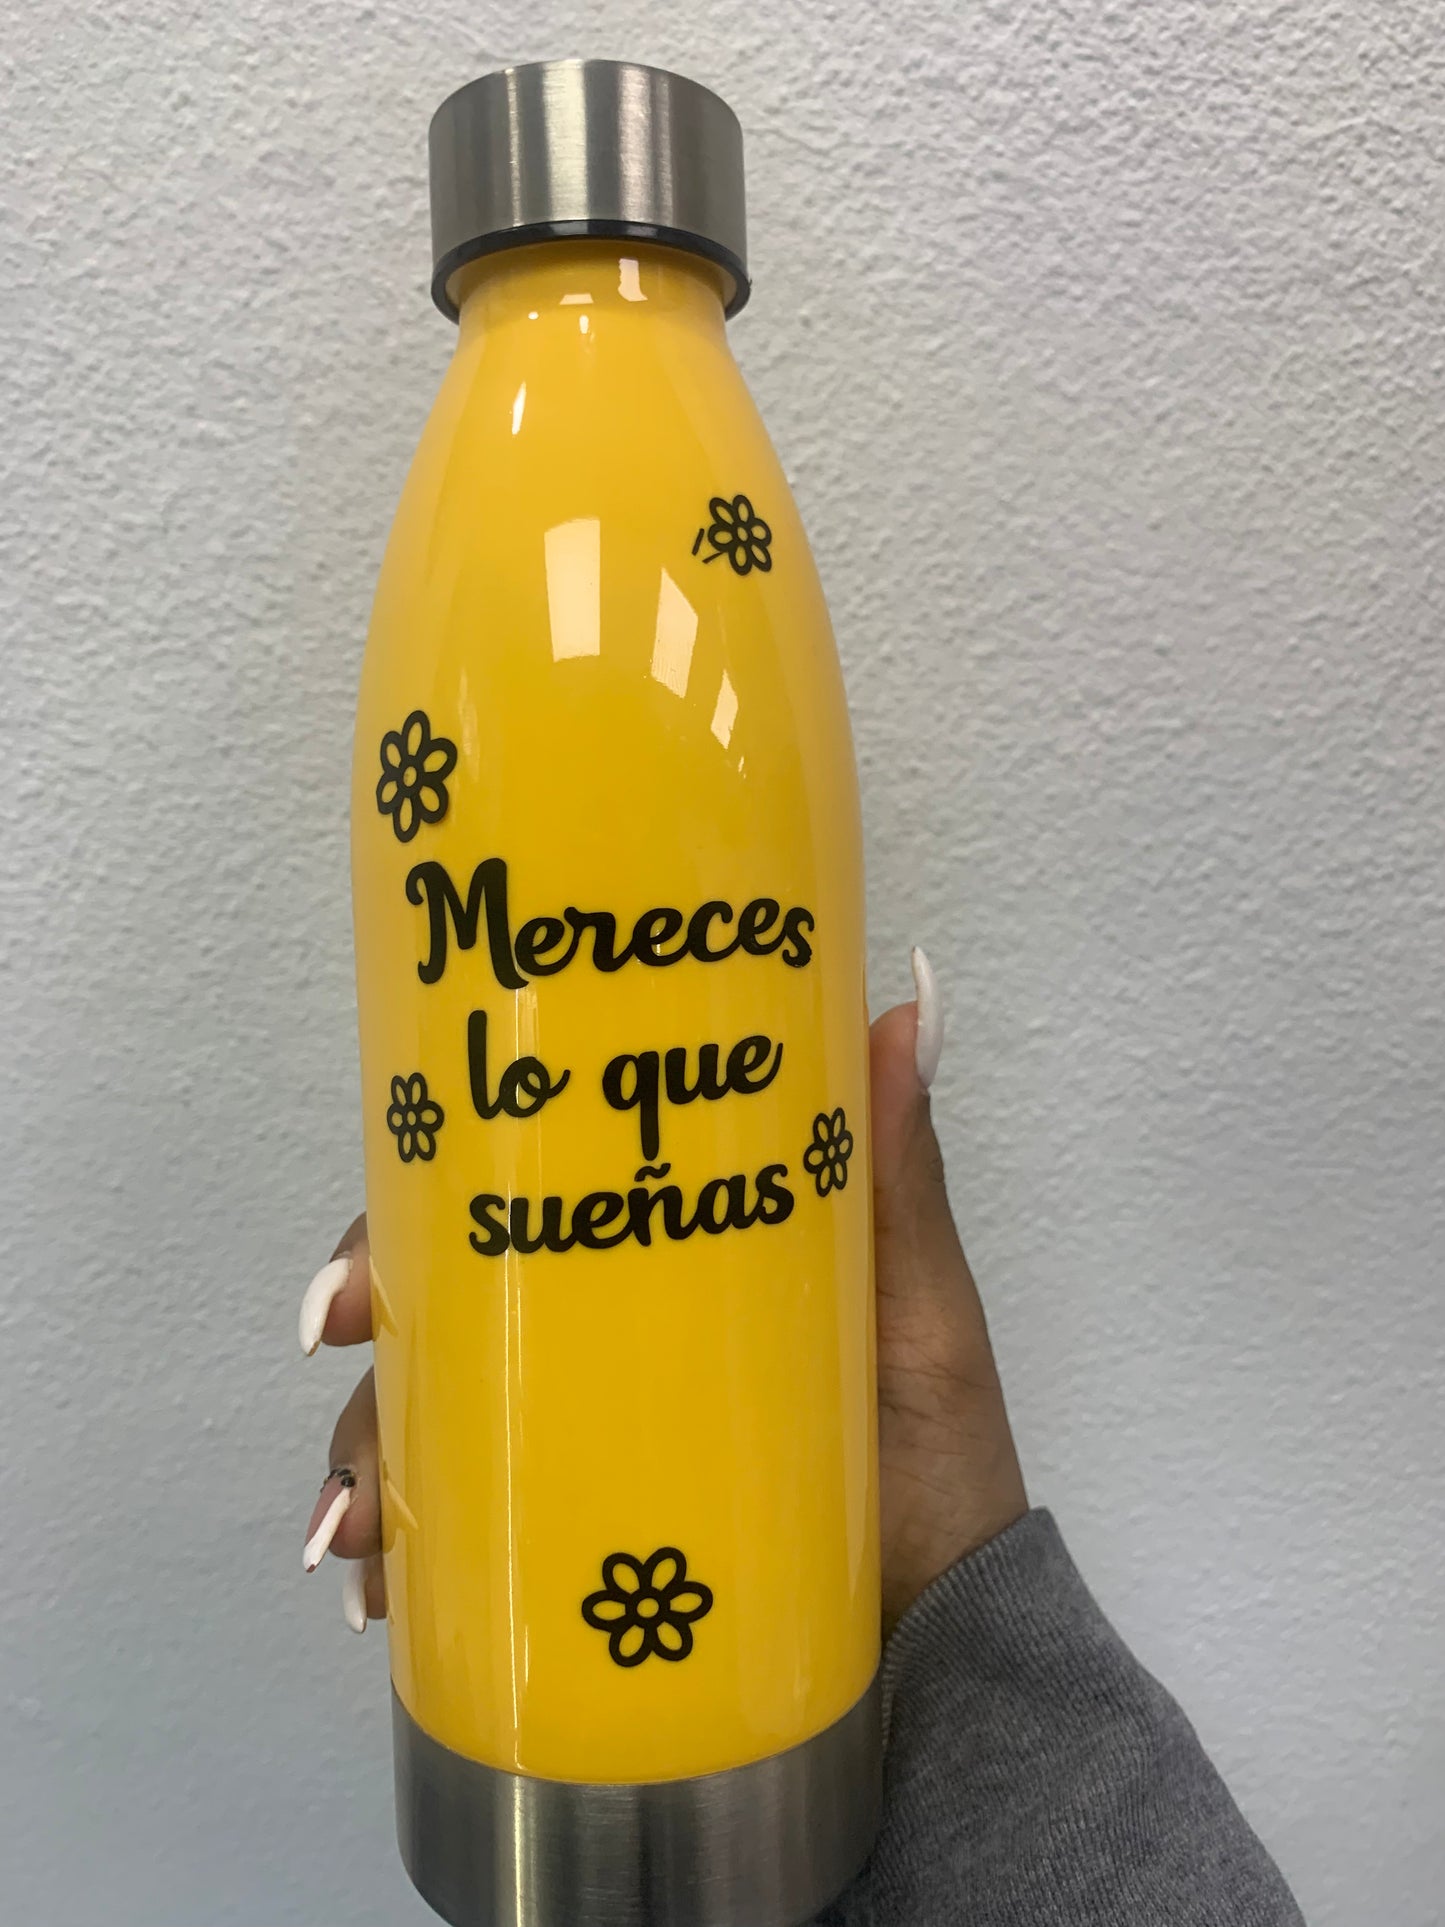 Mereces
lo que
sueñas